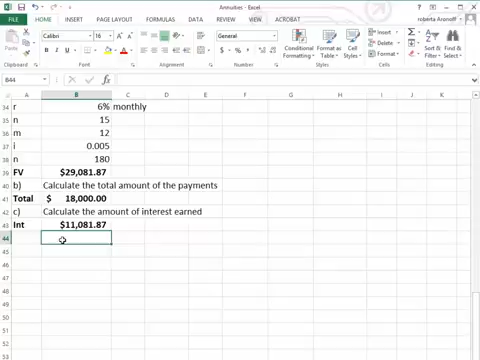 Annuities - Excel
FILE HOME INSERT PAGE LAYOUT FORMULAS DATA REVIEW VIEW ACROBAT roberta Aronoff
Paste Calibri 16 A A % Conditional Formatting Format as Table Cell Styles Insert Delete Format Sort & Filter Find & Select
B I U $ % ,
Clipboard Font Alignment Number Styles Cells Editing
B44 fx
A B C D E F G H I J K
34 r 6% monthly
35 n 15
36 m 12
37 i 0.005
38 n 180
39 FV $29,081.87
40 b) Calculate the total amount of the payments
41 Total $ 18,000.00
42 c) Calculate the amount of interest earned
43 Int $11,081.87
44
45
46
47
48
49
50
51
52
53